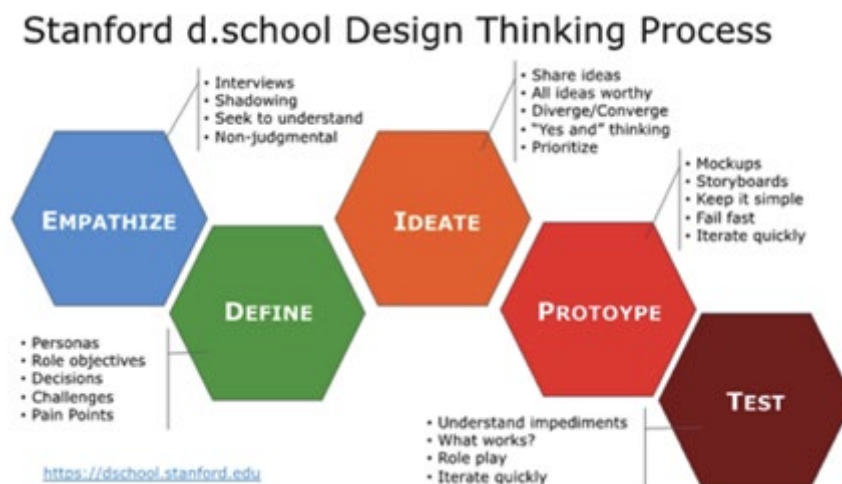 Stanford d.school Design Thinking Process
• Interviews
• Shadowing
• Seek to understand
• Non-judgmental
EMPATHIZE
• Personas
• Role objectives
• Decisions
• Challenges
• Pain Points
DEFINE
• Share ideas
• All ideas worthy
• Diverge/Converge
• “Yes and” thinking
• Prioritize
IDEATE
• Mockups
• Storyboards
• Keep it simple
• Fail fast
• Iterate quickly
PROTOYPE
• Understand impediments
• What works?
• Role play
• Iterate quickly
TEST
https://dschool.stanford.edu